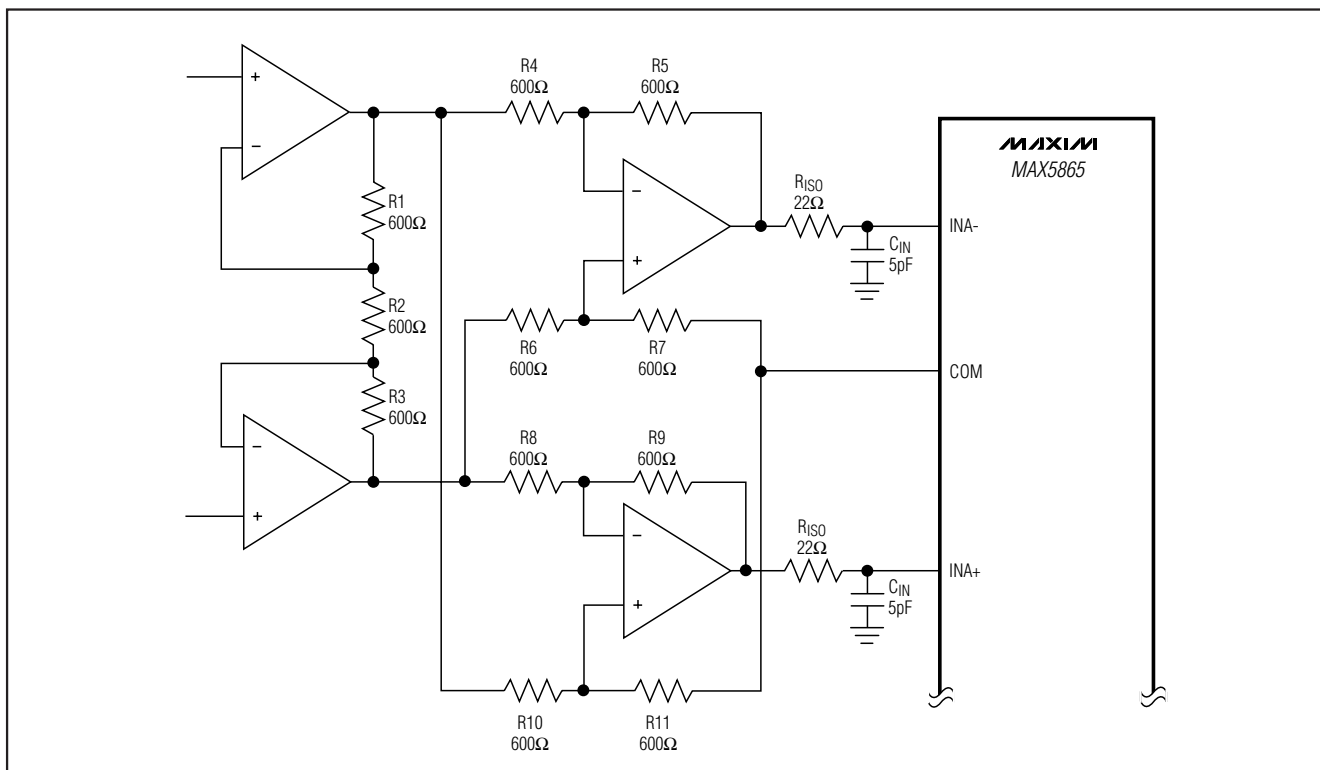 R4
600Ω
R5
600Ω
+
−
MAXIM
MAX5865
R1
600Ω
−
+
RISO
22Ω
INA-
CIN
5pF
R2
600Ω
R6
600Ω
R7
600Ω
COM
R3
600Ω
−
+
R8
600Ω
R9
600Ω
−
+
RISO
22Ω
INA+
CIN
5pF
R10
600Ω
R11
600Ω